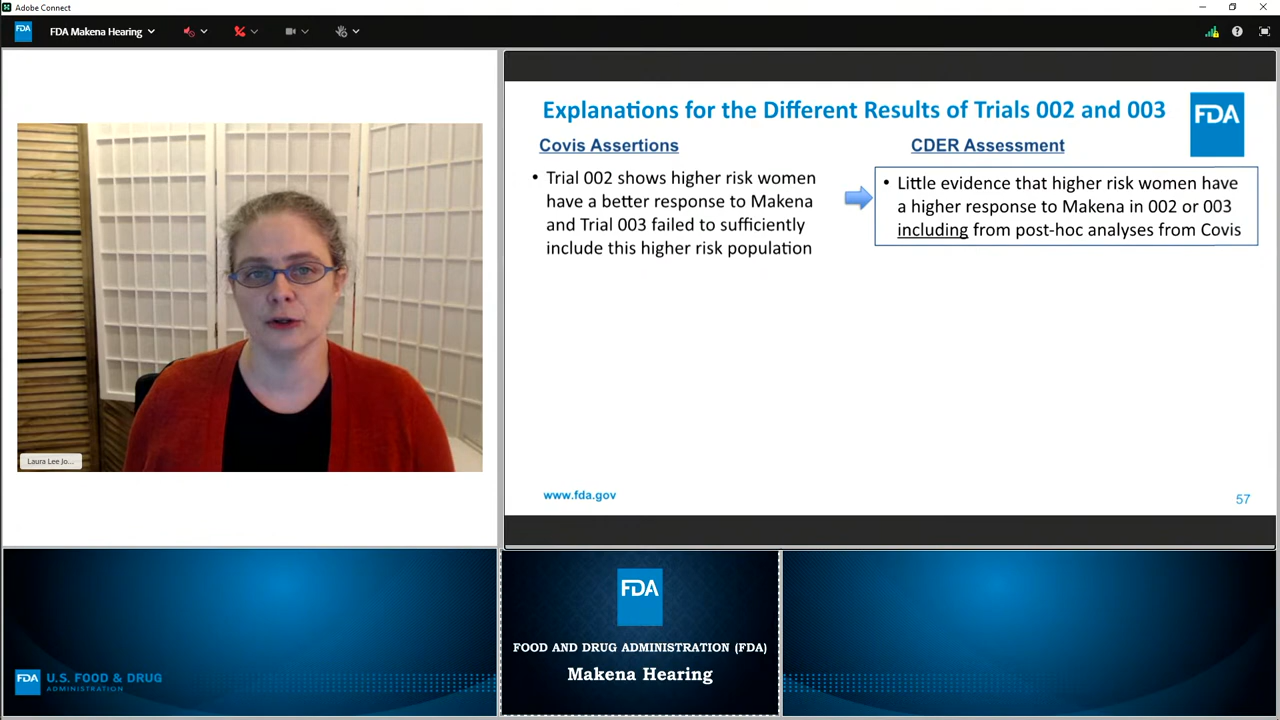 Adobe Connect
FDA
FDA Makena Hearing
Explanations for the Different Results of Trials 002 and 003
FDA
Covis Assertions
CDER Assessment
• Trial 002 shows higher risk women
have a better response to Makena
and Trial 003 failed to sufficiently
include this higher risk population
• Little evidence that higher risk women have
a higher response to Makena in 002 or 003
including from post-hoc analyses from Covis
Laura Lee Jo...
www.fda.gov
57
FDA
FOOD AND DRUG ADMINISTRATION (FDA)
Makena Hearing
FDA
U.S. FOOD & DRUG
ADMINISTRATION